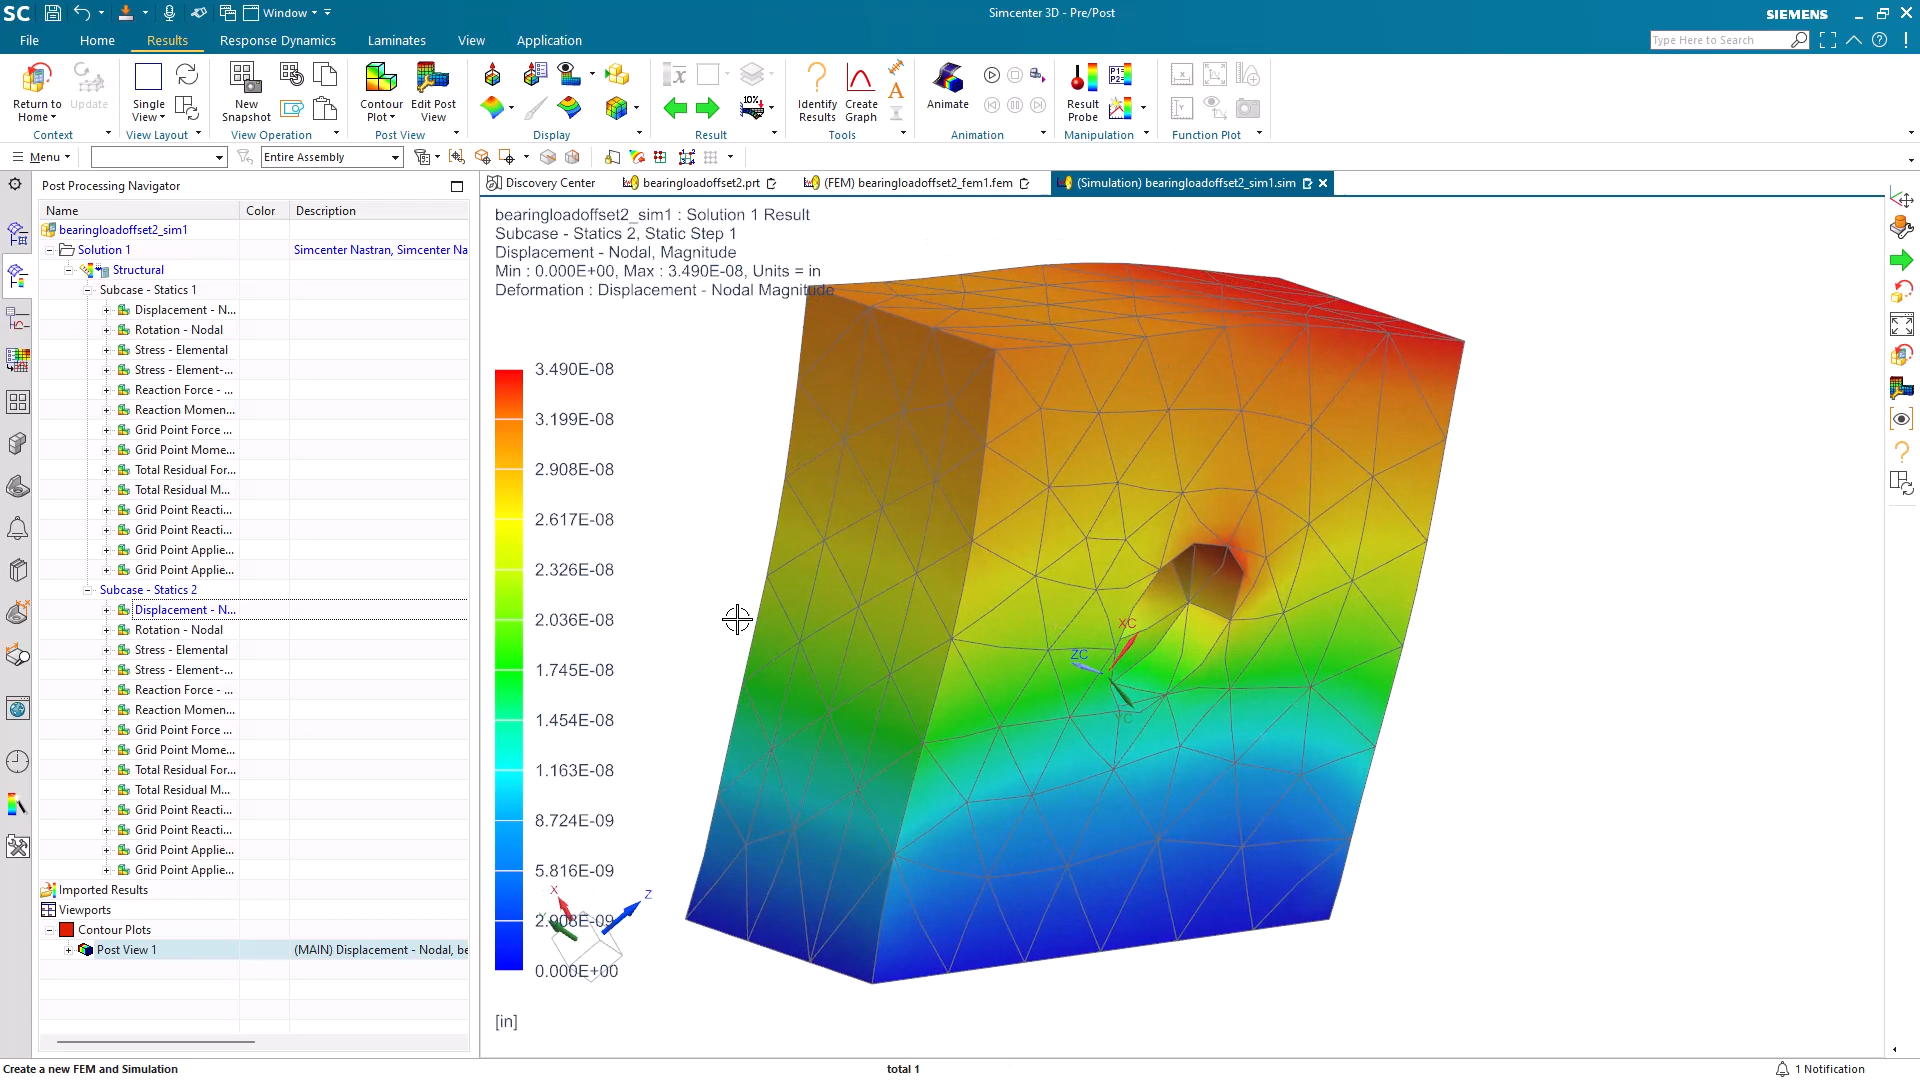 SC
Window
Simcenter 3D - Pre/Post
SIEMENS
File
Home
Results
Response Dynamics
Laminates
View
Application
Type Here to Search
Return to Home
Update
Single View
New Snapshot
Contour Plot
Edit Post View
Identify Results
Create Graph
Animate
Result Probe
10%
P1=
P2=
Context
View Layout
View Operation
Post View
Display
Result
Tools
Animation
Manipulation
Function Plot
Menu
Entire Assembly
Post Processing Navigator
Discovery Center
bearingloadoffset2.prt
(FEM) bearingloadoffset2_fem1.fem
(Simulation) bearingloadoffset2_sim1.sim
Name
Color
Description
bearingloadoffset2_sim1
Solution 1
Simcenter Nastran, Simcenter Na
Structural
Subcase - Statics 1
Displacement - N...
Rotation - Nodal
Stress - Elemental
Stress - Element-...
Reaction Force - ...
Reaction Momen...
Grid Point Force ...
Grid Point Mome...
Total Residual For...
Total Residual M...
Grid Point Reacti...
Grid Point Reacti...
Grid Point Applie...
Grid Point Applie...
Subcase - Statics 2
Displacement - N...
Rotation - Nodal
Stress - Elemental
Stress - Element-...
Reaction Force - ...
Reaction Momen...
Grid Point Force ...
Grid Point Mome...
Total Residual For...
Total Residual M...
Grid Point Reacti...
Grid Point Reacti...
Grid Point Applie...
Grid Point Applie...
Imported Results
Viewports
Contour Plots
Post View 1
(MAIN) Displacement - Nodal, be
bearingloadoffset2_sim1 : Solution 1 Result
Subcase - Statics 2, Static Step 1
Displacement - Nodal, Magnitude
Min : 0.000E+00, Max : 3.490E-08, Units = in
Deformation : Displacement - Nodal Magnitude
3.490E-08
3.199E-08
2.908E-08
2.617E-08
2.326E-08
2.036E-08
1.745E-08
1.454E-08
1.163E-08
8.724E-09
5.816E-09
2.908E-09
0.000E+00
[in]
XC
ZC
YC
X
Z
Create a new FEM and Simulation
total 1
1 Notification